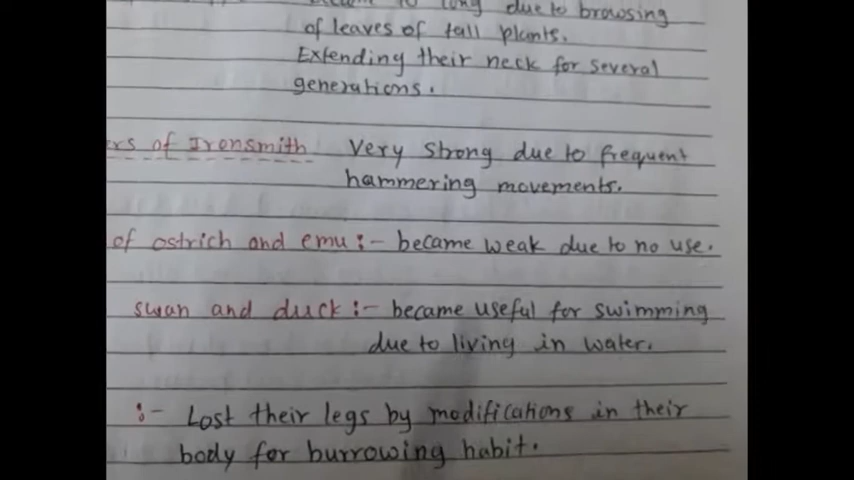 long due to browsing
of leaves of tall plants.
Extending their neck for several
generations.
ers of Ironsmith Very strong due to frequent
hammering movements.
of ostrich and emu :- became weak due to no use.
swan and duck :- became useful for swimming
due to living in water.
:- Lost their legs by modifications in their
body for burrowing habit.